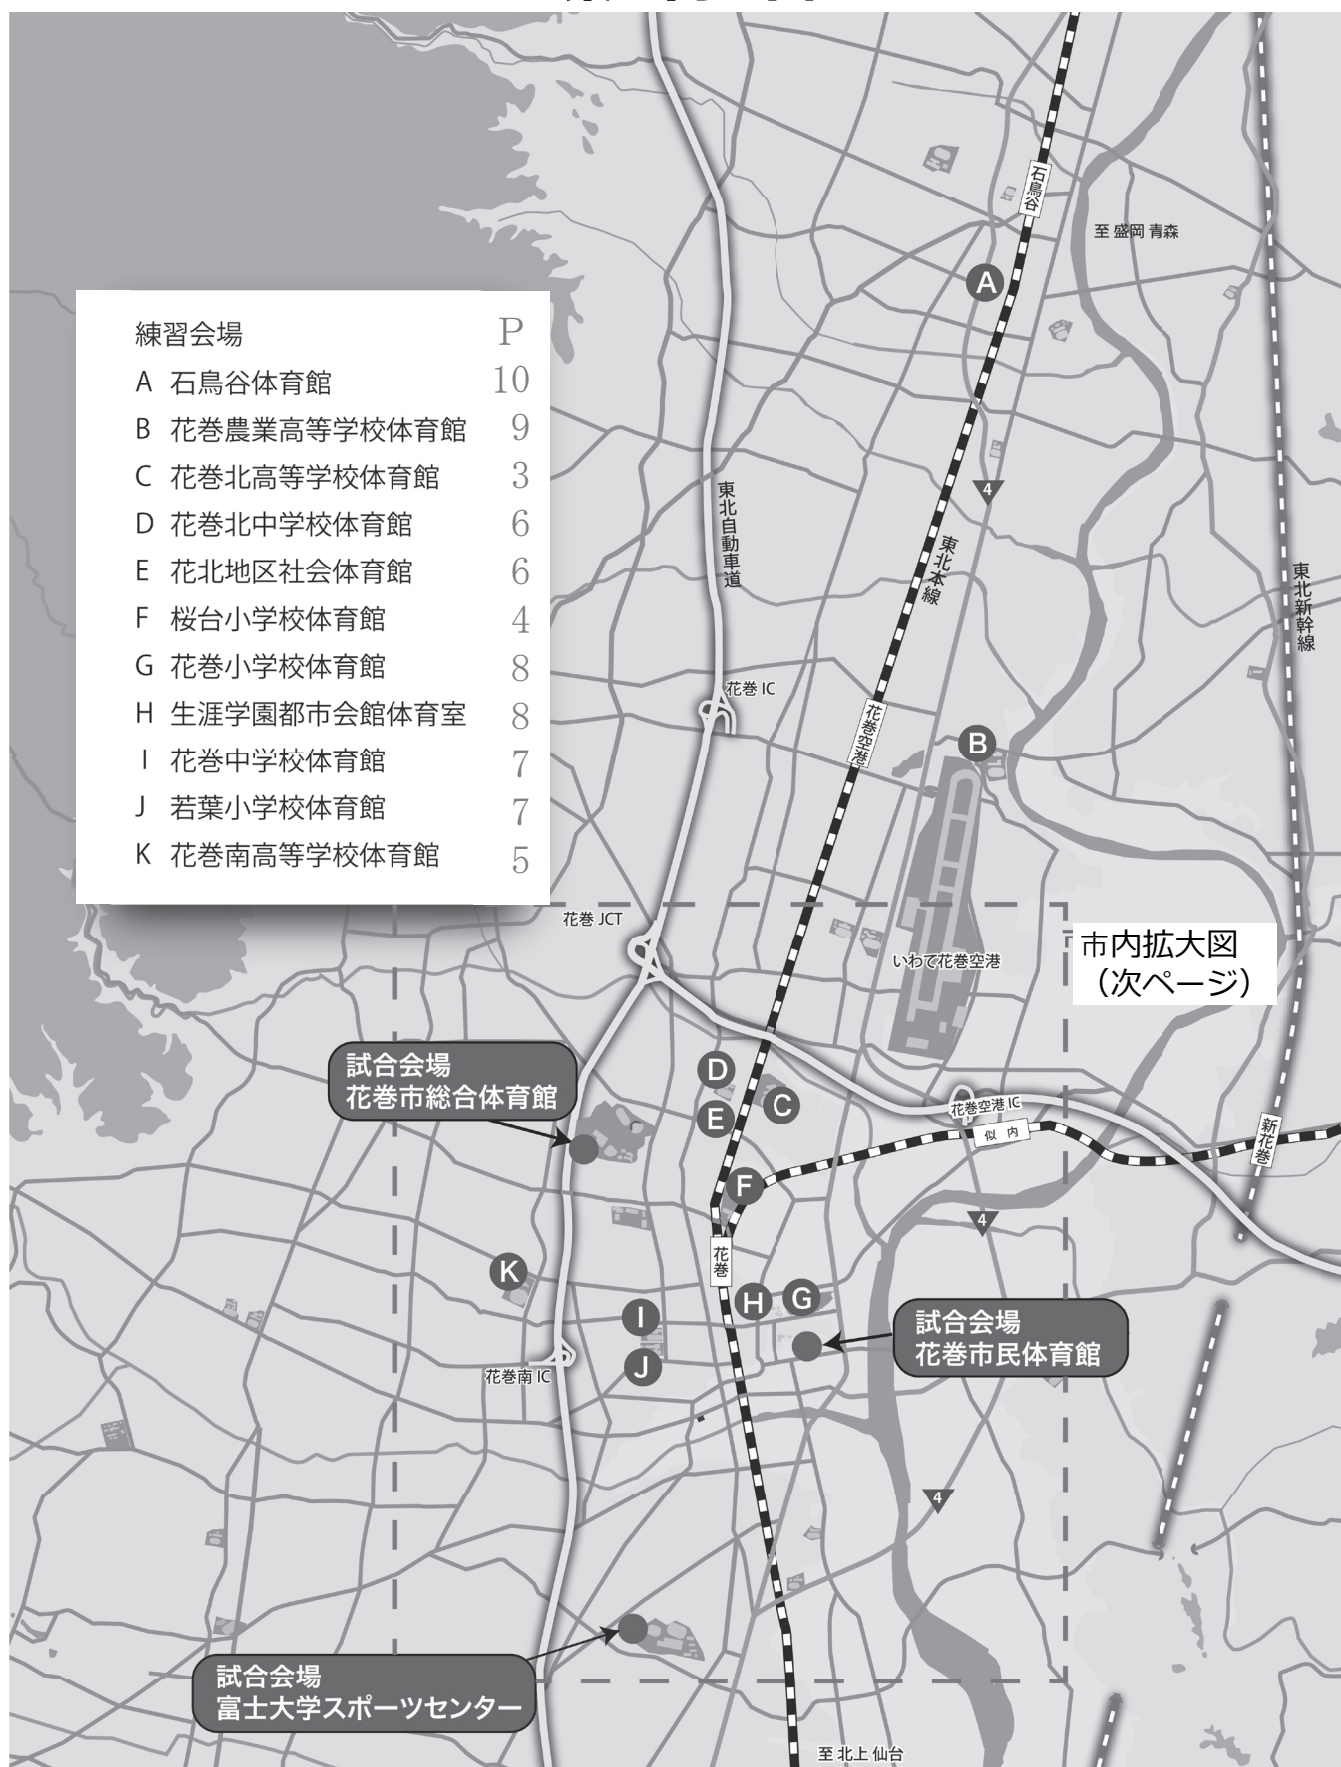 練習会場 P
A 石鳥谷体育館 10
B 花巻農業高等学校体育館 9
C 花巻北高等学校体育館 3
D 花巻北中学校体育館 6
E 花北地区社会体育館 6
F 桜台小学校体育館 4
G 花巻小学校体育館 8
H 生涯学園都市会館体育室 8
I 花巻中学校体育館 7
J 若葉小学校体育館 7
K 花巻南高等学校体育館 5
石鳥谷
至 盛岡 青森
A
4
東北自動車道
東北本線
東北新幹線
花巻 IC
花巻空港
B
花巻 JCT
いわて花巻空港
市内拡大図
（次ページ）
試合会場
花巻市総合体育館
D
C
E
花巻空港 IC
似内
新花巻
F
4
花巻
K
H
G
I
J
試合会場
花巻市民体育館
花巻南 IC
4
試合会場
富士大学スポーツセンター
至 北上 仙台